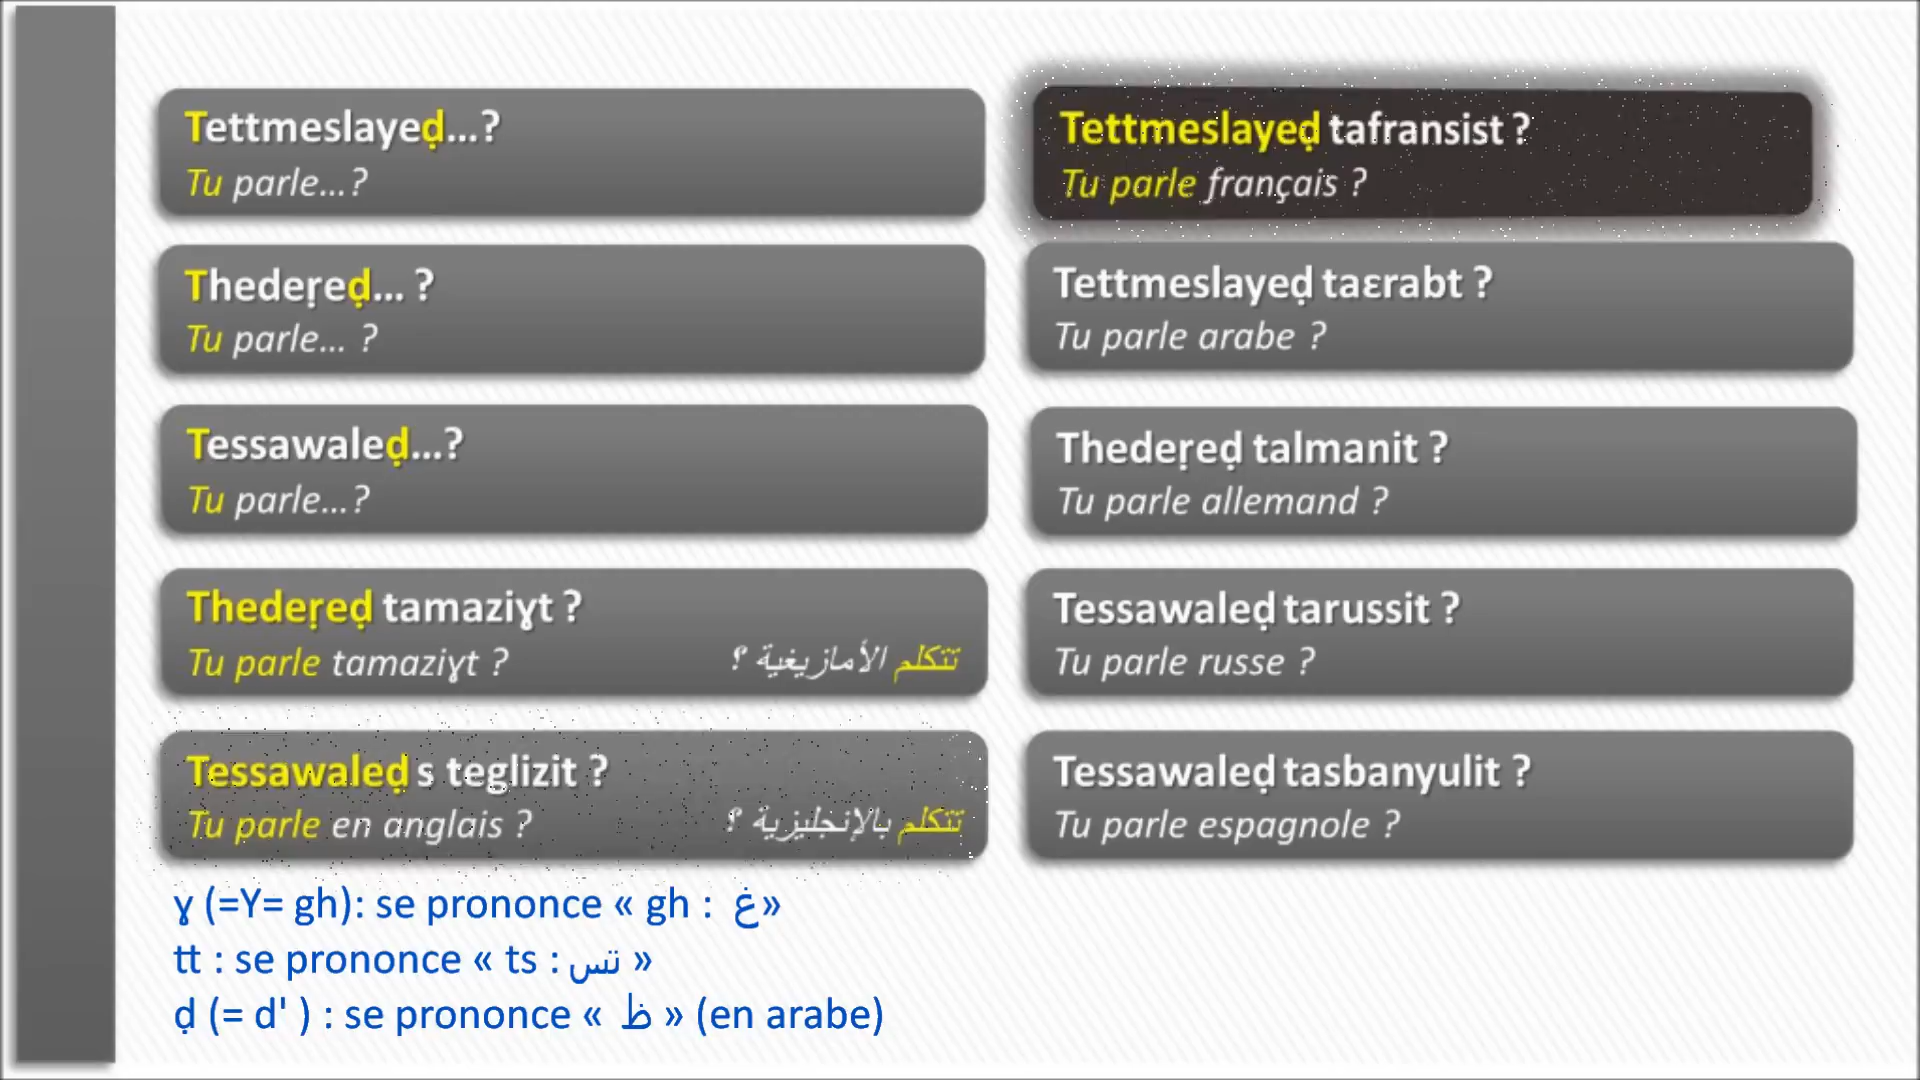 Tettmeslayeḍ...?
Tu parle...?
Thedeṛeḍ... ?
Tu parle... ?
Tessawaleḍ...?
Tu parle...?
Thedeṛeḍ tamaziɣt ?
Tu parle tamaziɣt ?
تتكلم الأمازيغية ؟
Tessawaleḍ s teglizit ?
Tu parle en anglais ?
تتكلم بالإنجليزية ؟
Tettmeslayeḍ tafransist ?
Tu parle français ?
Tettmeslayeḍ taɛrabt ?
Tu parle arabe ?
Thedeṛeḍ talmanit ?
Tu parle allemand ?
Tessawaleḍ tarussit ?
Tu parle russe ?
Tessawaleḍ tasbanyulit ?
Tu parle espagnole ?
ɣ (=Y= gh): se prononce « gh : غ»
tt : se prononce « ts : تس »
ḍ (= d' ) : se prononce « ظ » (en arabe)